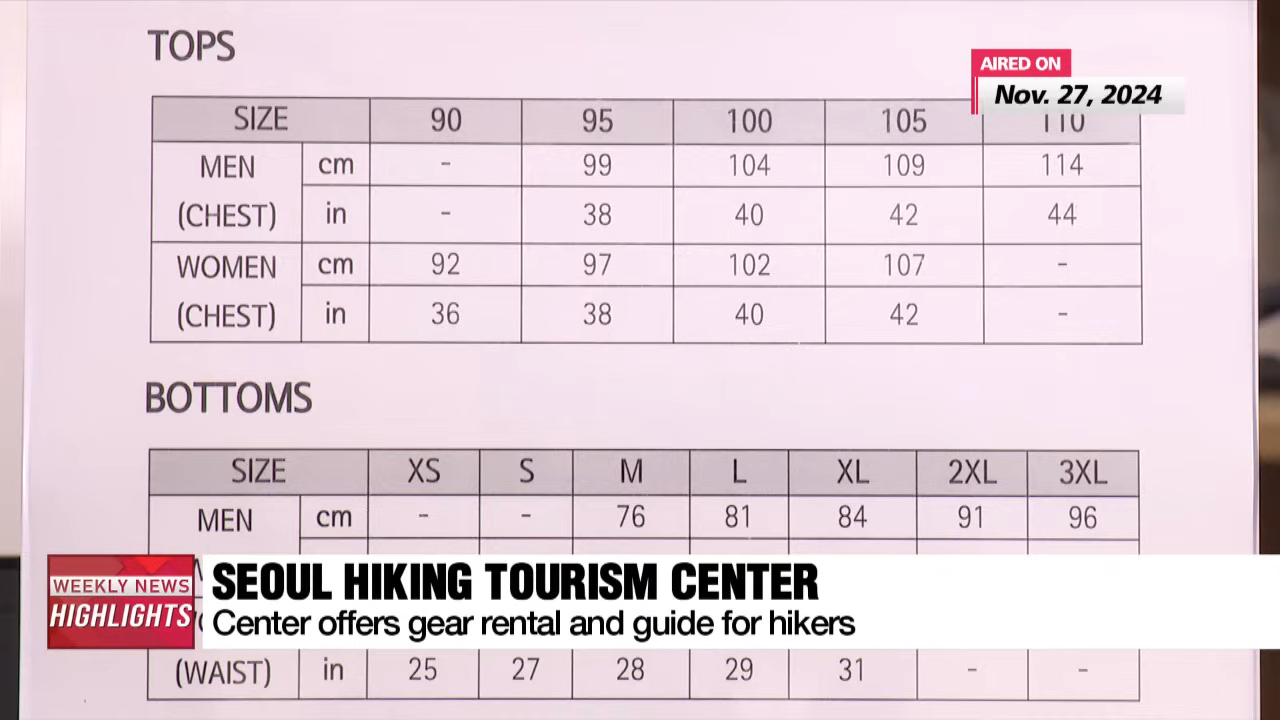 TOPS
AIRED ON
Nov. 27, 2024
SIZE 90 95 100 105 110
MEN cm - 99 104 109 114
(CHEST) in - 38 40 42 44
WOMEN cm 92 97 102 107 -
(CHEST) in 36 38 40 42 -
BOTTOMS
SIZE XS S M L XL 2XL 3XL
MEN cm - - 76 81 84 91 96
WEEKLY NEWS
HIGHLIGHTS
SEOUL HIKING TOURISM CENTER
Center offers gear rental and guide for hikers
(WAIST) in 25 27 28 29 31 - -